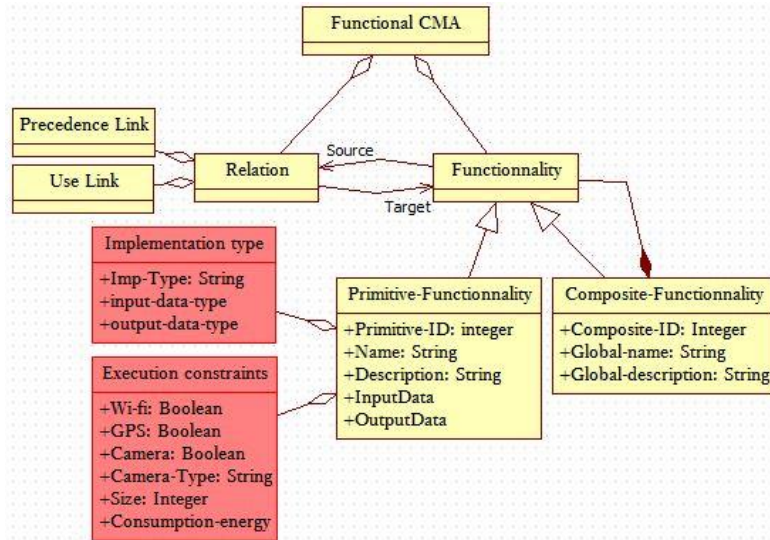 Functional CMA
Precedence Link
Use Link
Relation
Source
Target
Functionnality
Implementation type
+Imp-Type: String
+input-data-type
+output-data-type
Execution constraints
+Wi-fi: Boolean
+GPS: Boolean
+Camera: Boolean
+Camera-Type: String
+Size: Integer
+Consumption-energy
Primitive-Functionnality
+Primitive-ID: integer
+Name: String
+Description: String
+InputData
+OutputData
Composite-Functionnality
+Composite-ID: Integer
+Global-name: String
+Global-description: String